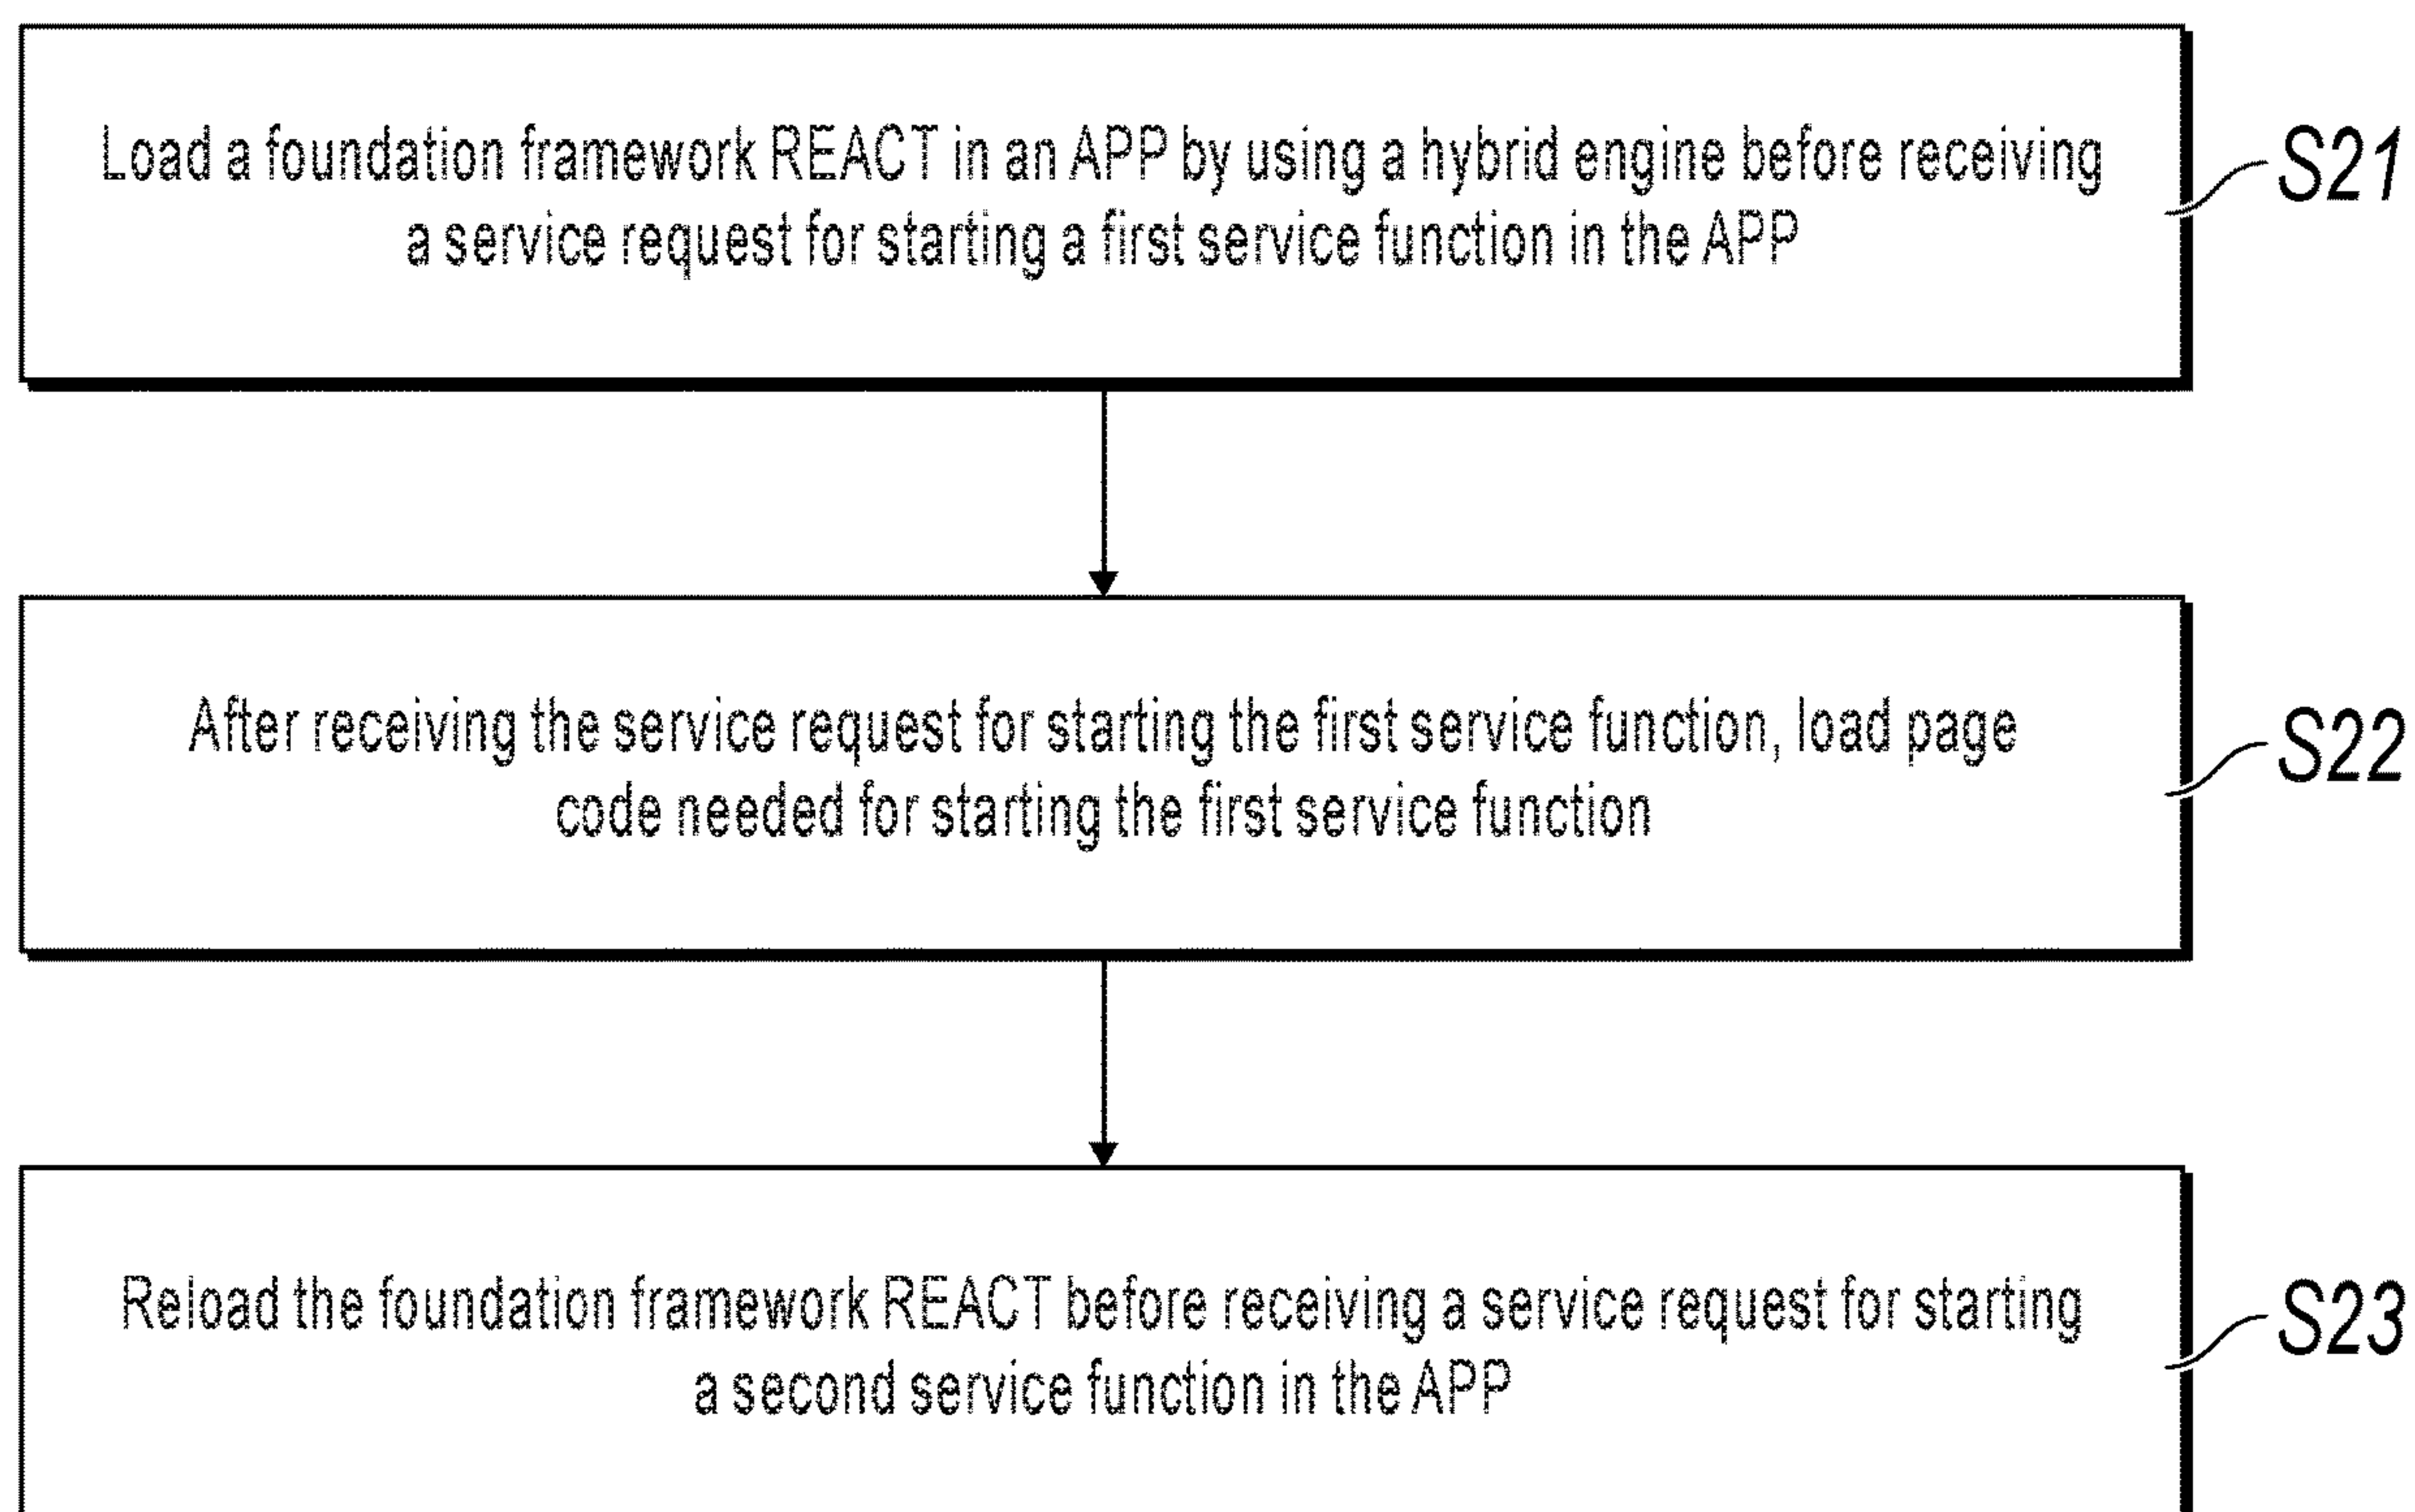 Load a foundation framework REACT in an APP by using a hybrid engine before receiving
a service request for starting a first service function in the APP
S21
After receiving the service request for starting the first service function, load page
code needed for starting the first service function
S22
Reload the foundation framework REACT before receiving a service request for starting
a second service function in the APP
S23